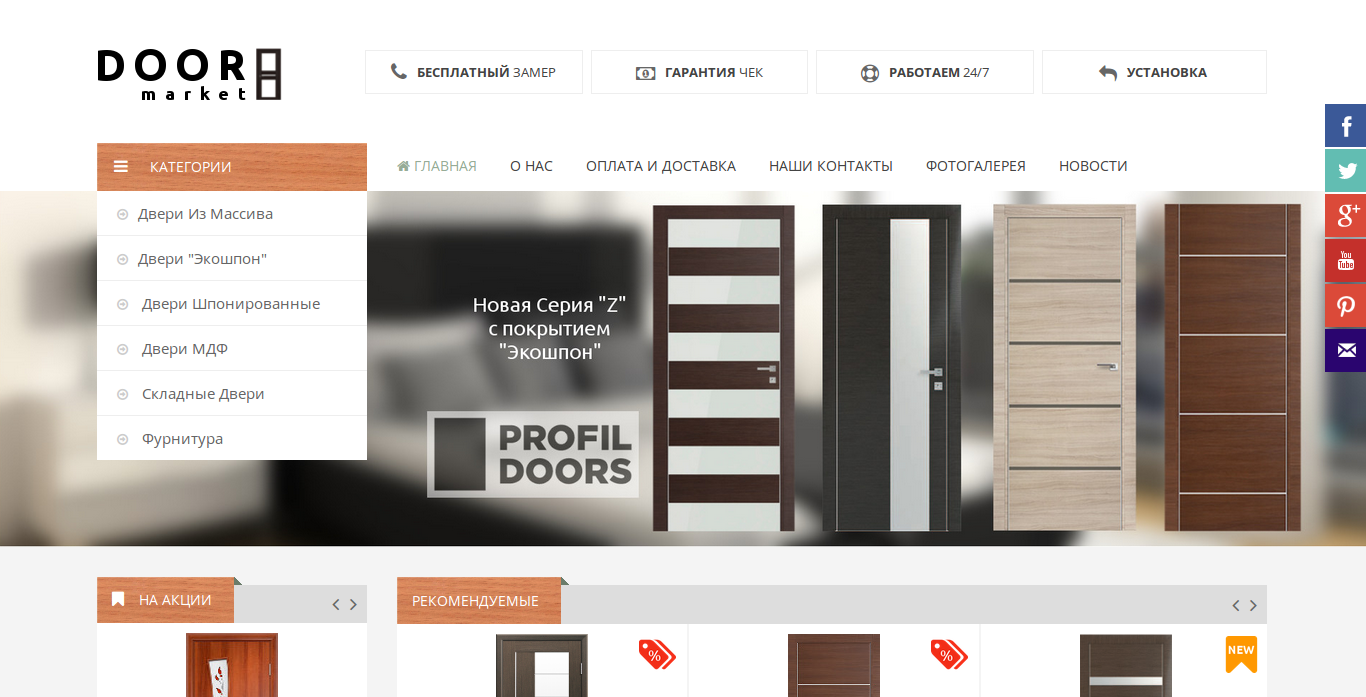 DOOR
market
БЕСПЛАТНЫЙ ЗАМЕР
ГАРАНТИЯ ЧЕК
РАБОТАЕМ 24/7
УСТАНОВКА
КАТЕГОРИИ
ГЛАВНАЯ
О НАС
ОПЛАТА И ДОСТАВКА
НАШИ КОНТАКТЫ
ФОТОГАЛЕРЕЯ
НОВОСТИ
Двери Из Массива
Двери "Экошпон"
Двери Шпонированные
Двери МДФ
Складные Двери
Фурнитура
Новая Серия "Z"
с покрытием
"Экошпон"
PROFIL
DOORS
f
g+
You
Tube
НА АКЦИИ
РЕКОМЕНДУЕМЫЕ
%
%
NEW